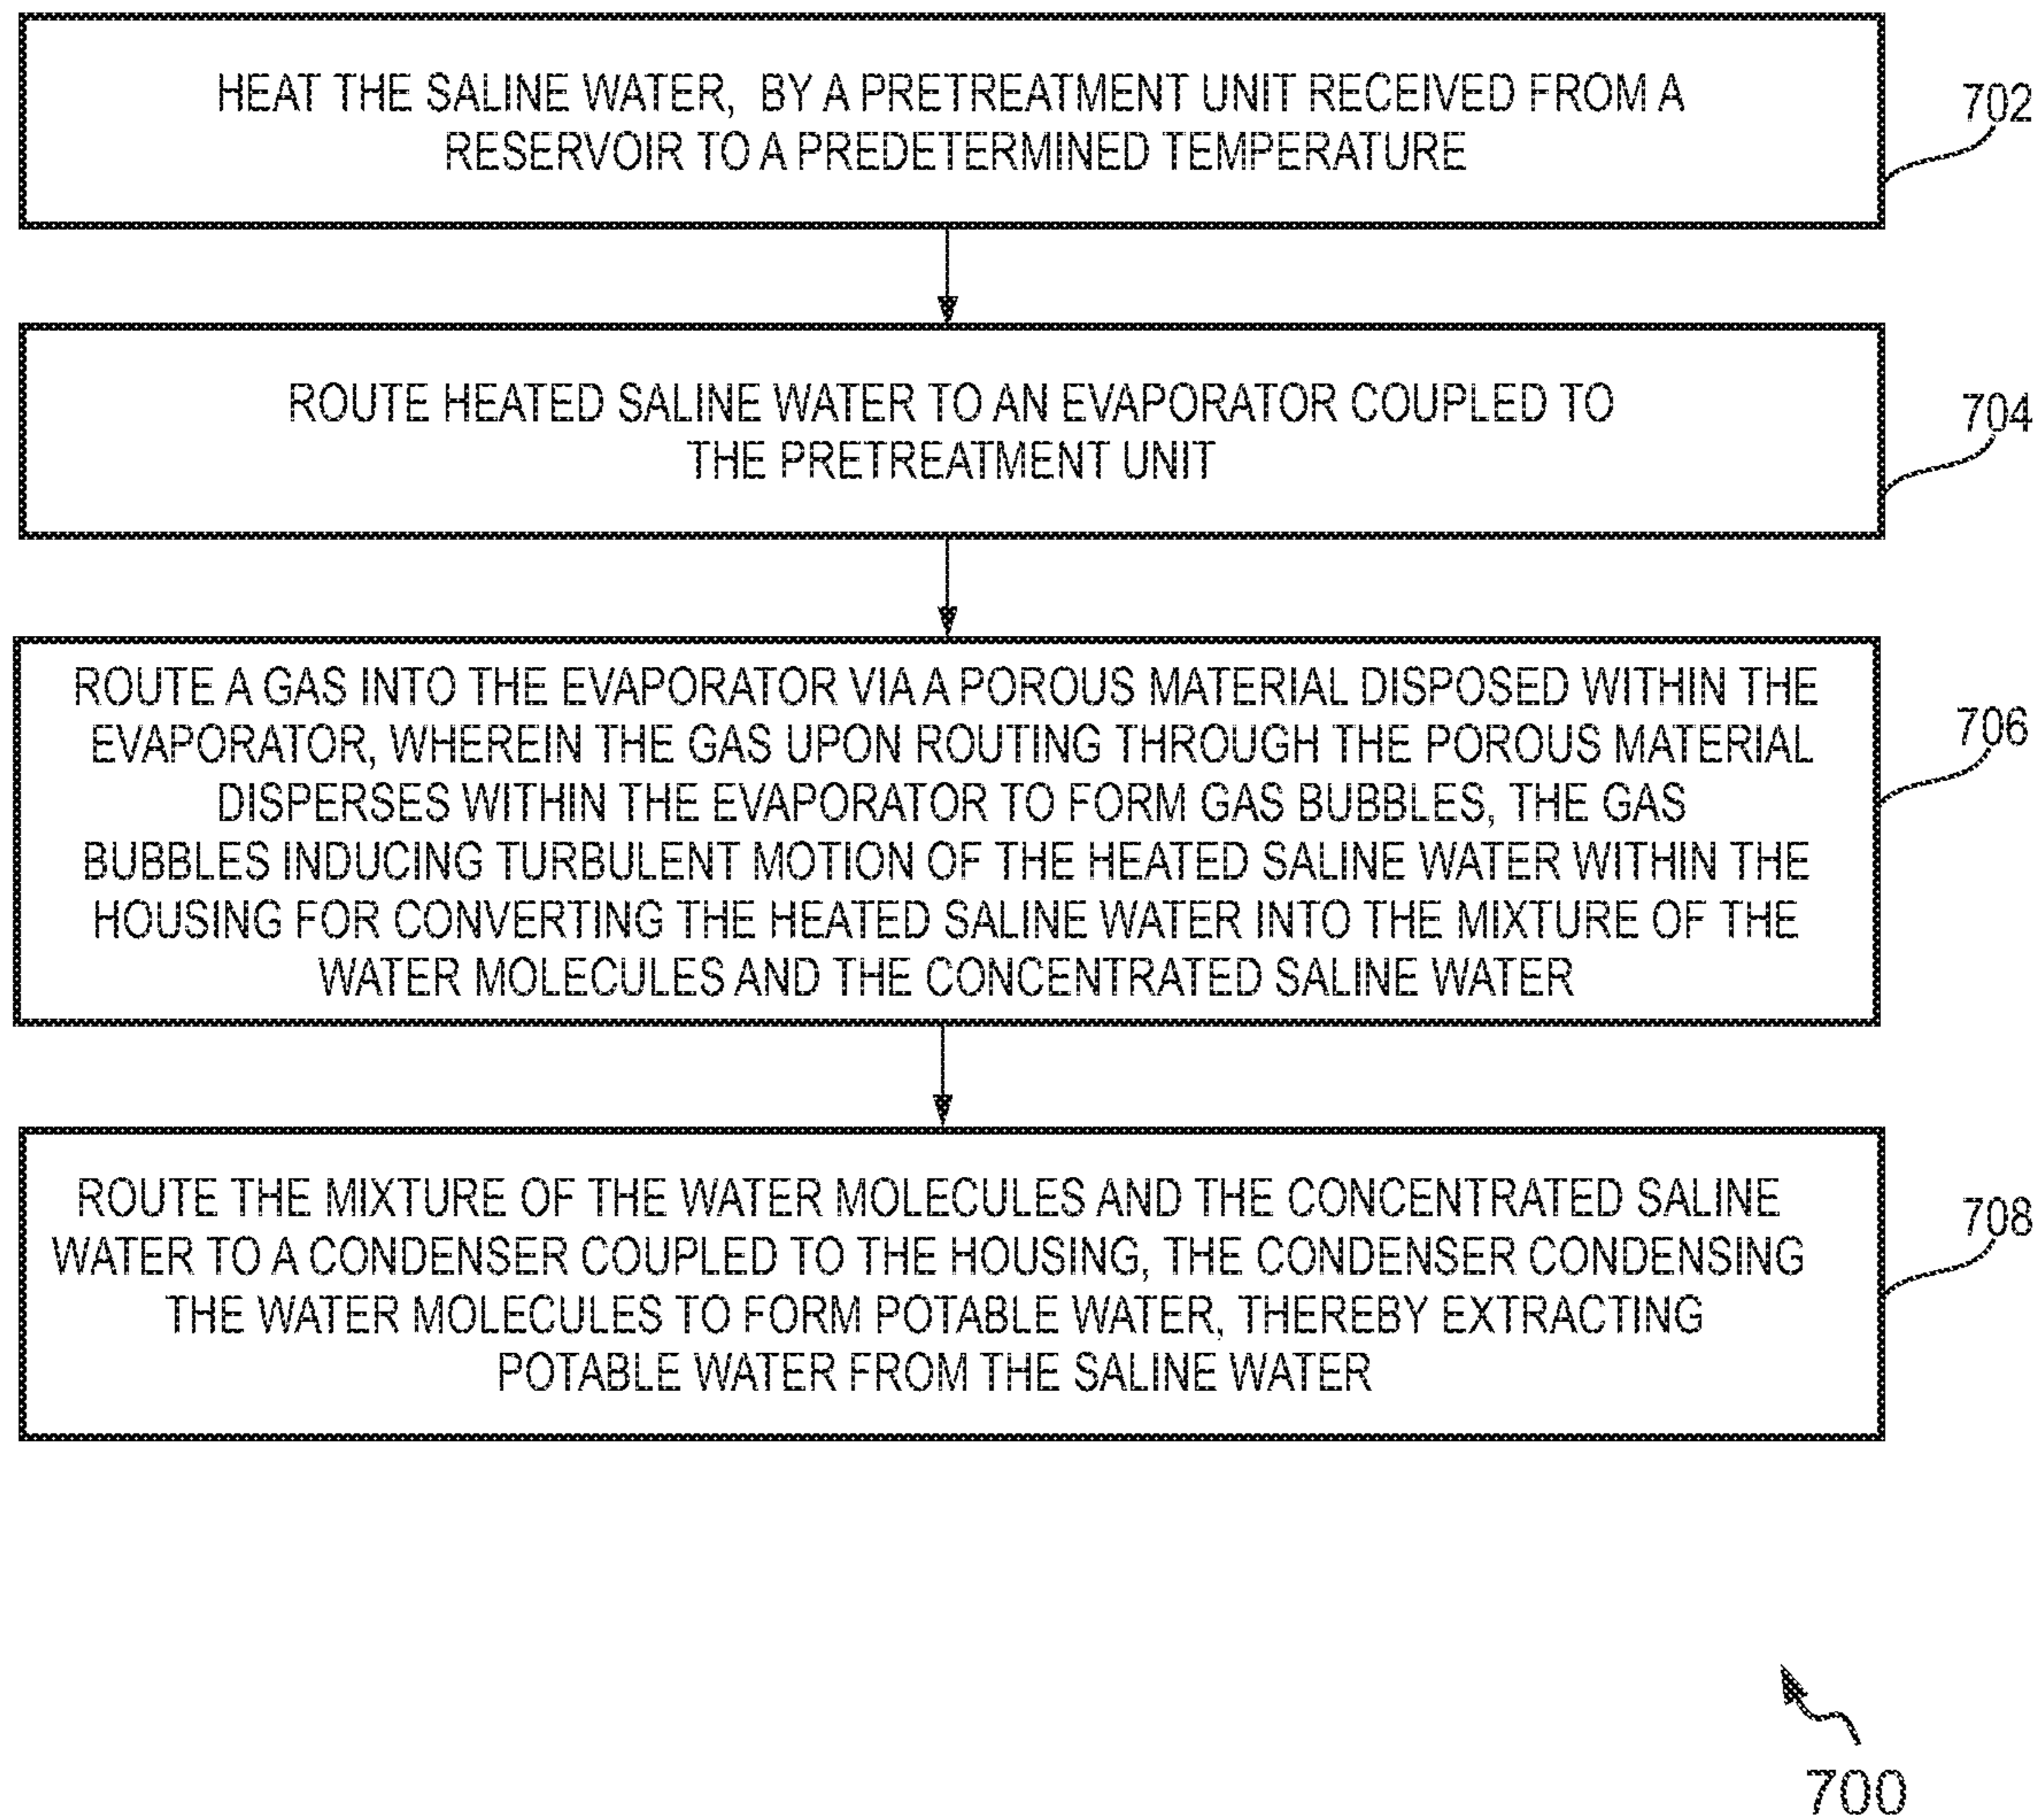 HEAT THE SALINE WATER, BY A PRETREATMENT UNIT RECEIVED FROM A
RESERVOIR TO A PREDETERMINED TEMPERATURE
702
ROUTE HEATED SALINE WATER TO AN EVAPORATOR COUPLED TO
THE PRETREATMENT UNIT
704
ROUTE A GAS INTO THE EVAPORATOR VIA A POROUS MATERIAL DISPOSED WITHIN THE
EVAPORATOR, WHEREIN THE GAS UPON ROUTING THROUGH THE POROUS MATERIAL
DISPERSES WITHIN THE EVAPORATOR TO FORM GAS BUBBLES, THE GAS
BUBBLES INDUCING TURBULENT MOTION OF THE HEATED SALINE WATER WITHIN THE
HOUSING FOR CONVERTING THE HEATED SALINE WATER INTO THE MIXTURE OF THE
WATER MOLECULES AND THE CONCENTRATED SALINE WATER
706
ROUTE THE MIXTURE OF THE WATER MOLECULES AND THE CONCENTRATED SALINE
WATER TO A CONDENSER COUPLED TO THE HOUSING, THE CONDENSER CONDENSING
THE WATER MOLECULES TO FORM POTABLE WATER, THEREBY EXTRACTING
POTABLE WATER FROM THE SALINE WATER
708
700